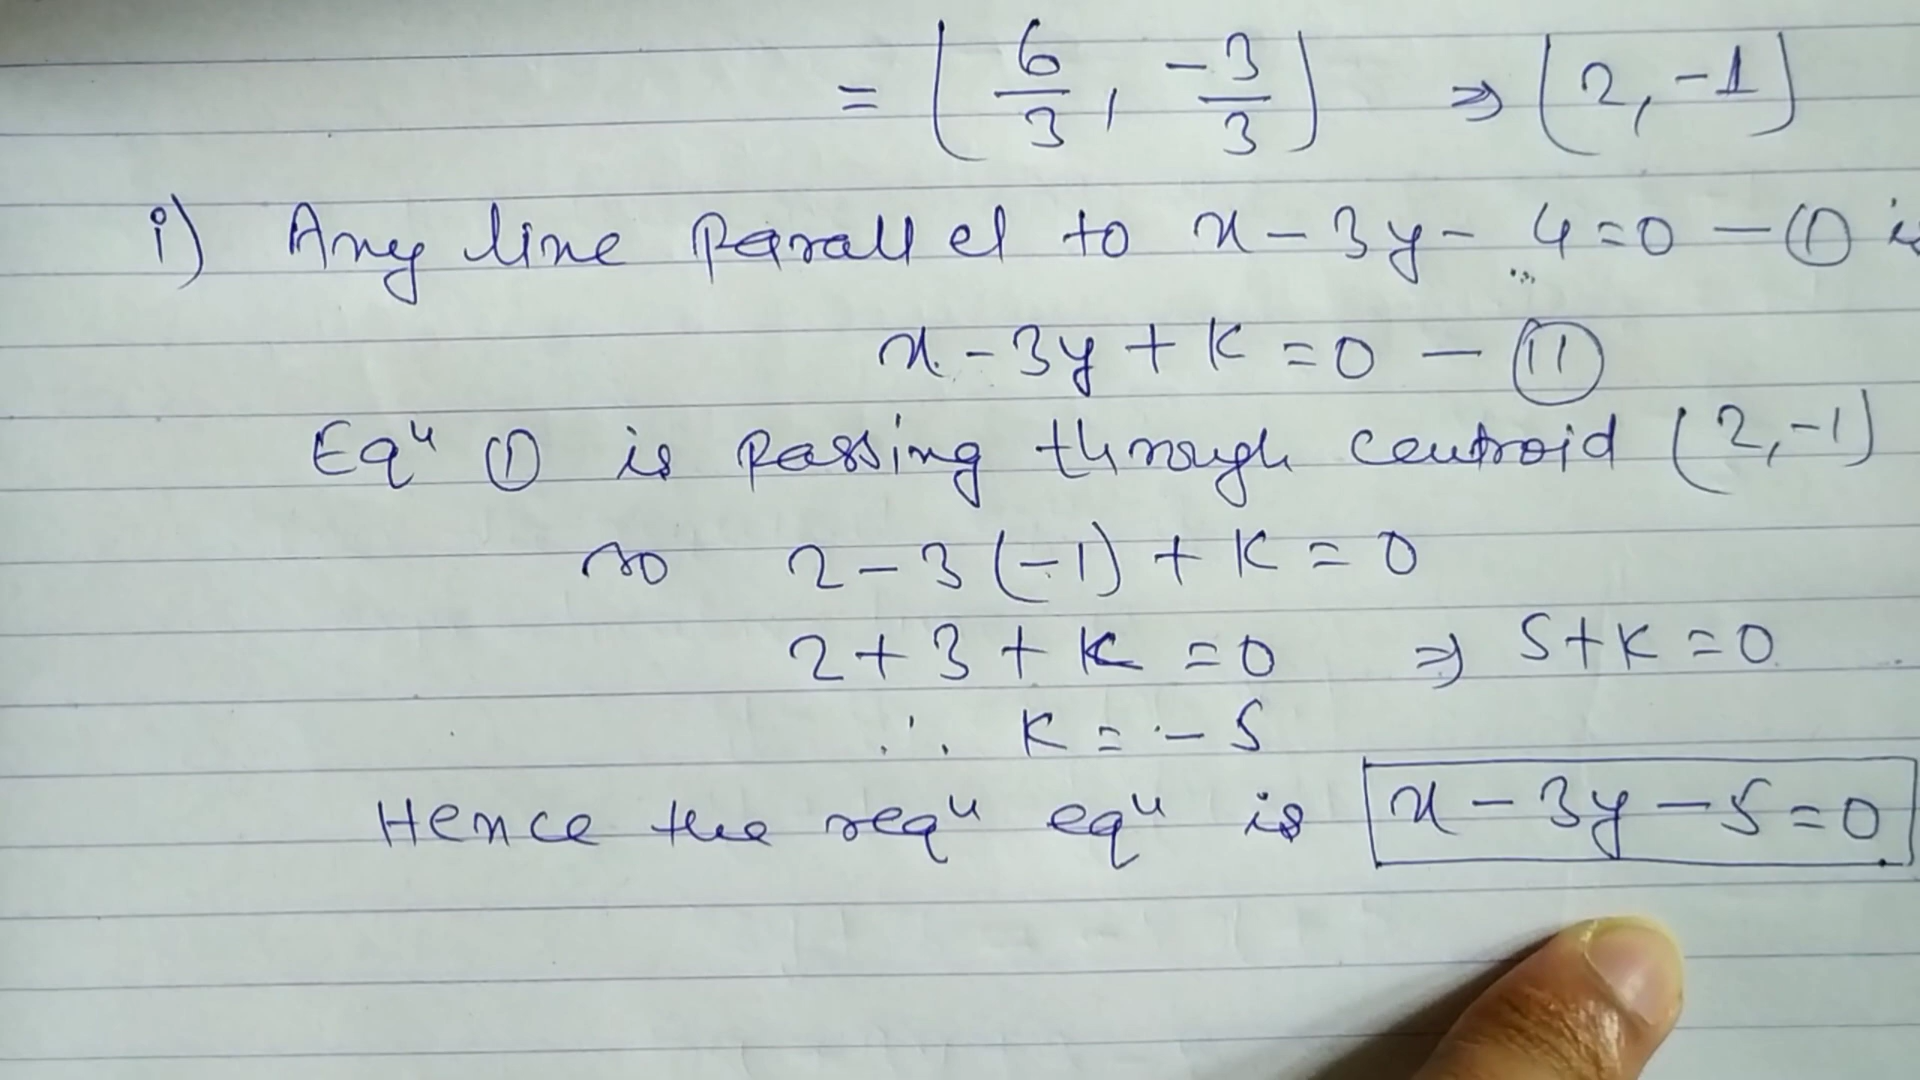 = (6/3, -3/3) ⇒ (2, -1)
i) Any line parallel to x - 3y - 4 = 0 — (I) is
x - 3y + k = 0 — (II)
Eqⁿ (I) is passing through centroid (2, -1)
so 2 - 3(-1) + k = 0
2 + 3 + k = 0 ⇒ 5 + k = 0
∴ k = - 5
Hence the reqⁿ eqⁿ is x - 3y - 5 = 0